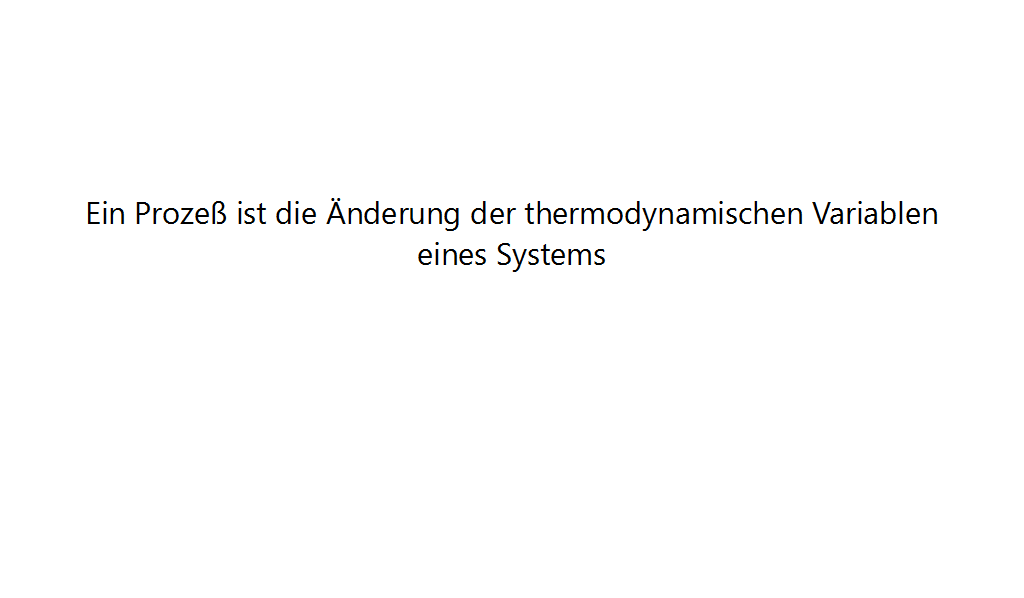 Ein Prozeß ist die Änderung der thermodynamischen Variablen
eines Systems